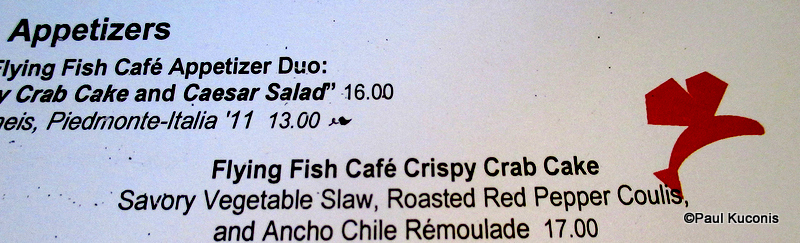 Appetizers
Flying Fish Café Appetizer Duo:
Crab Cake and Caesar Salad” 16.00
Piedmonte-Italia '11 13.00
Flying Fish Café Crispy Crab Cake
Savory Vegetable Slaw, Roasted Red Pepper Coulis,
and Ancho Chile Rémoulade 17.00
©Paul Kuconis